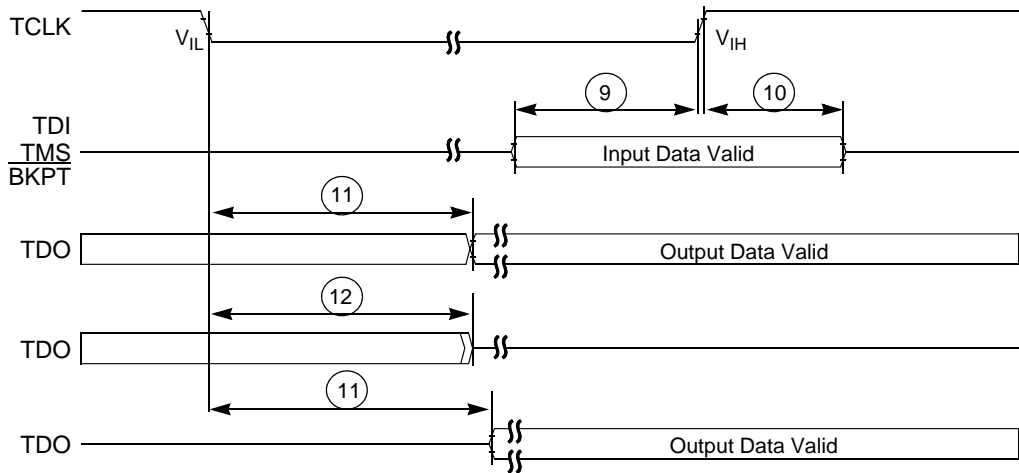 TCLK
VIL
VIH
9
10
TDI
TMS
BKPT
Input Data Valid
11
TDO
Output Data Valid
12
TDO
11
TDO
Output Data Valid